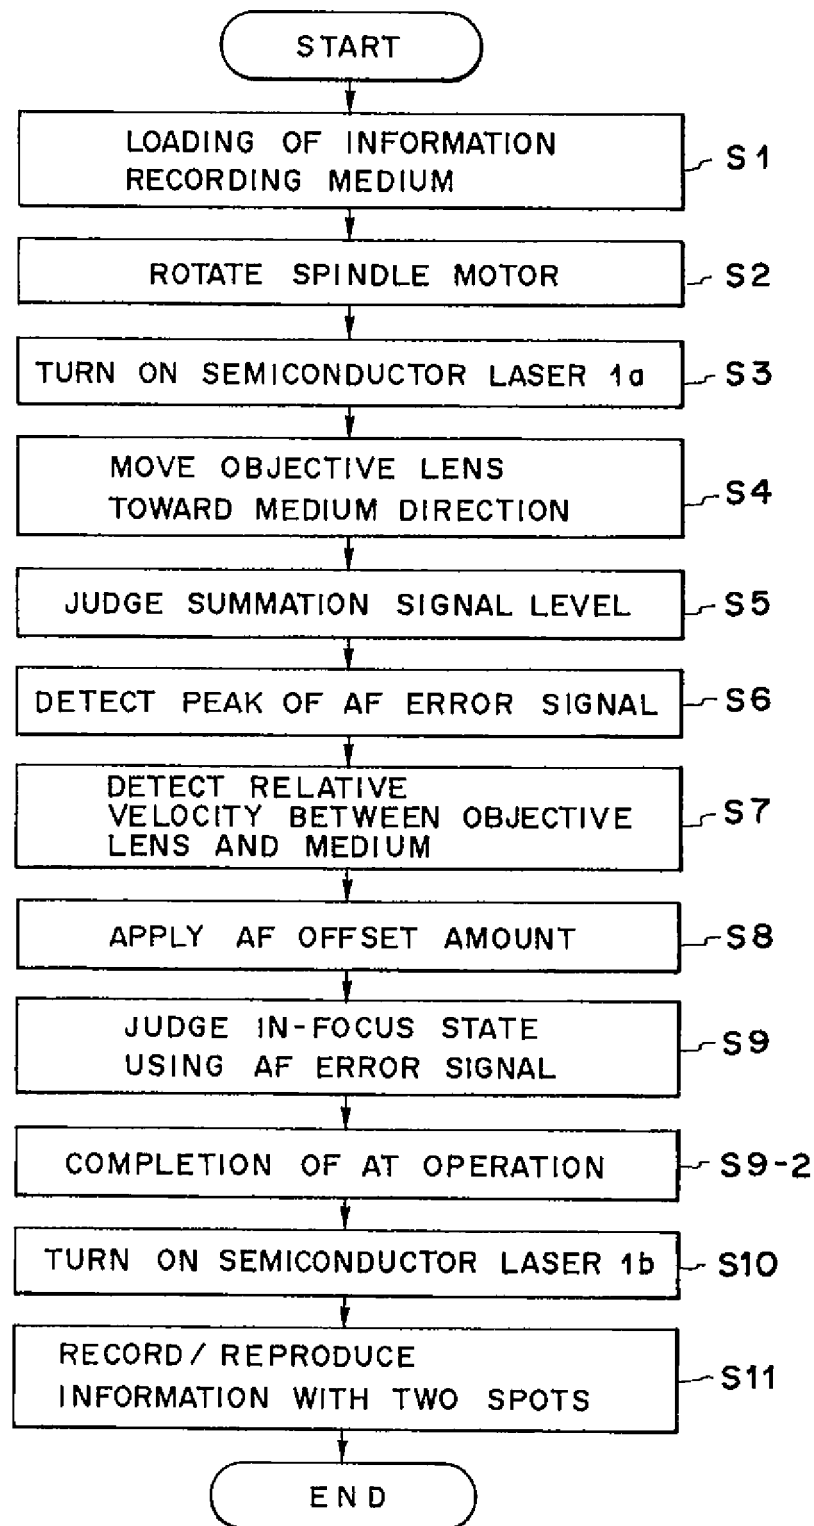 START
LOADING OF INFORMATION
RECORDING MEDIUM
S1
ROTATE SPINDLE MOTOR
S2
TURN ON SEMICONDUCTOR LASER 1a
S3
MOVE OBJECTIVE LENS
TOWARD MEDIUM DIRECTION
S4
JUDGE SUMMATION SIGNAL LEVEL
S5
DETECT PEAK OF AF ERROR SIGNAL
S6
DETECT RELATIVE
VELOCITY BETWEEN OBJECTIVE
LENS AND MEDIUM
S7
APPLY AF OFFSET AMOUNT
S8
JUDGE IN-FOCUS STATE
USING AF ERROR SIGNAL
S9
COMPLETION OF AT OPERATION
S9-2
TURN ON SEMICONDUCTOR LASER 1b
S10
RECORD/ REPRODUCE
INFORMATION WITH TWO SPOTS
S11
END